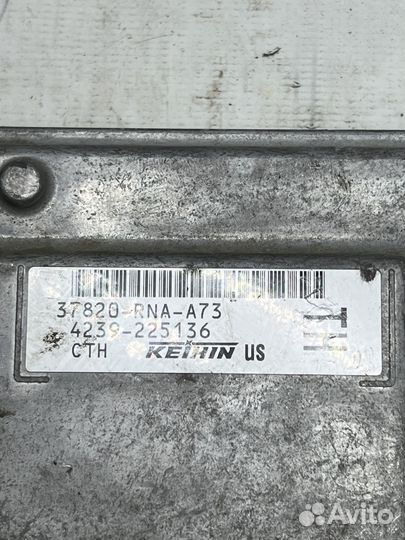 37820-RNA-A73
4239-225136
CTH KEIHIN US
Avito